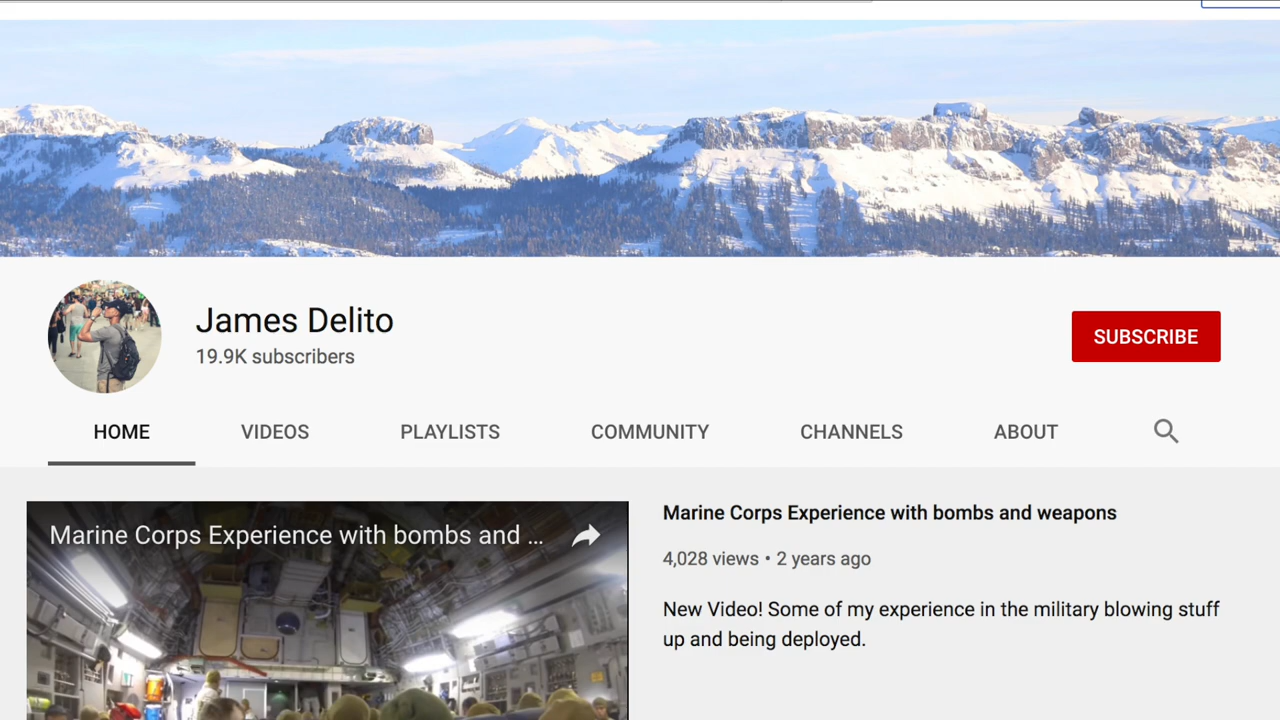 James Delito
19.9K subscribers
SUBSCRIBE
HOME
VIDEOS
PLAYLISTS
COMMUNITY
CHANNELS
ABOUT
Marine Corps Experience with bombs and ...
Marine Corps Experience with bombs and weapons
4,028 views • 2 years ago
New Video! Some of my experience in the military blowing stuff
up and being deployed.